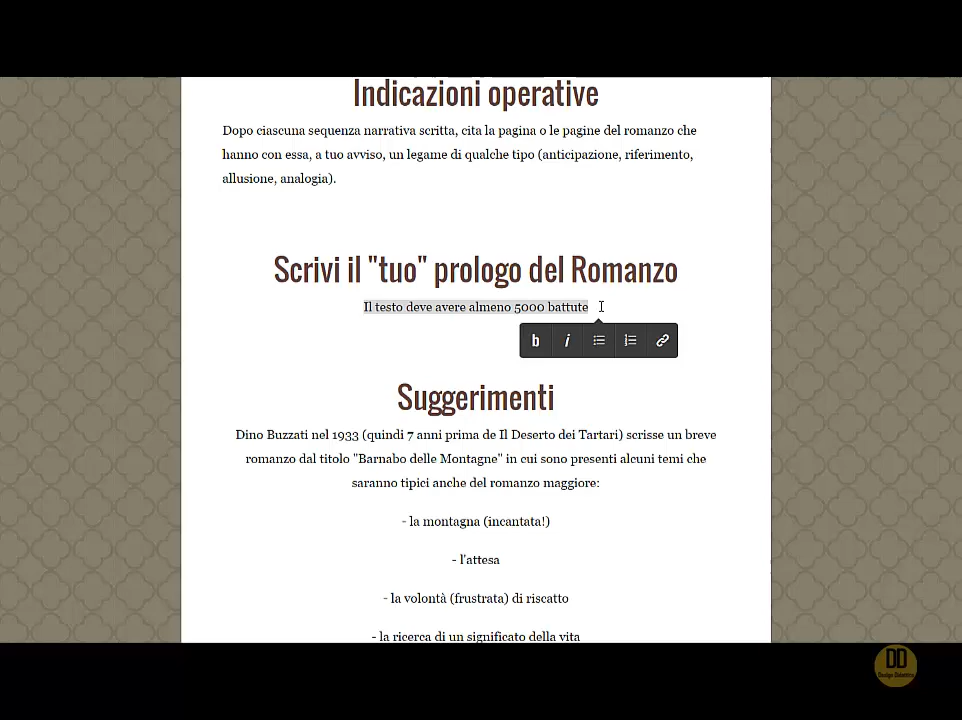 Indicazioni operative
Dopo ciascuna sequenza narrativa scritta, cita la pagina o le pagine del romanzo che
hanno con essa, a tuo avviso, un legame di qualche tipo (anticipazione, riferimento,
allusione, analogia).
Scrivi il "tuo" prologo del Romanzo
Il testo deve avere almeno 5000 battute
b i
Suggerimenti
Dino Buzzati nel 1933 (quindi 7 anni prima de Il Deserto dei Tartari) scrisse un breve
romanzo dal titolo "Barnabo delle Montagne" in cui sono presenti alcuni temi che
saranno tipici anche del romanzo maggiore:
- la montagna (incantata!)
- l'attesa
- la volontà (frustrata) di riscatto
- la ricerca di un significato della vita
DD